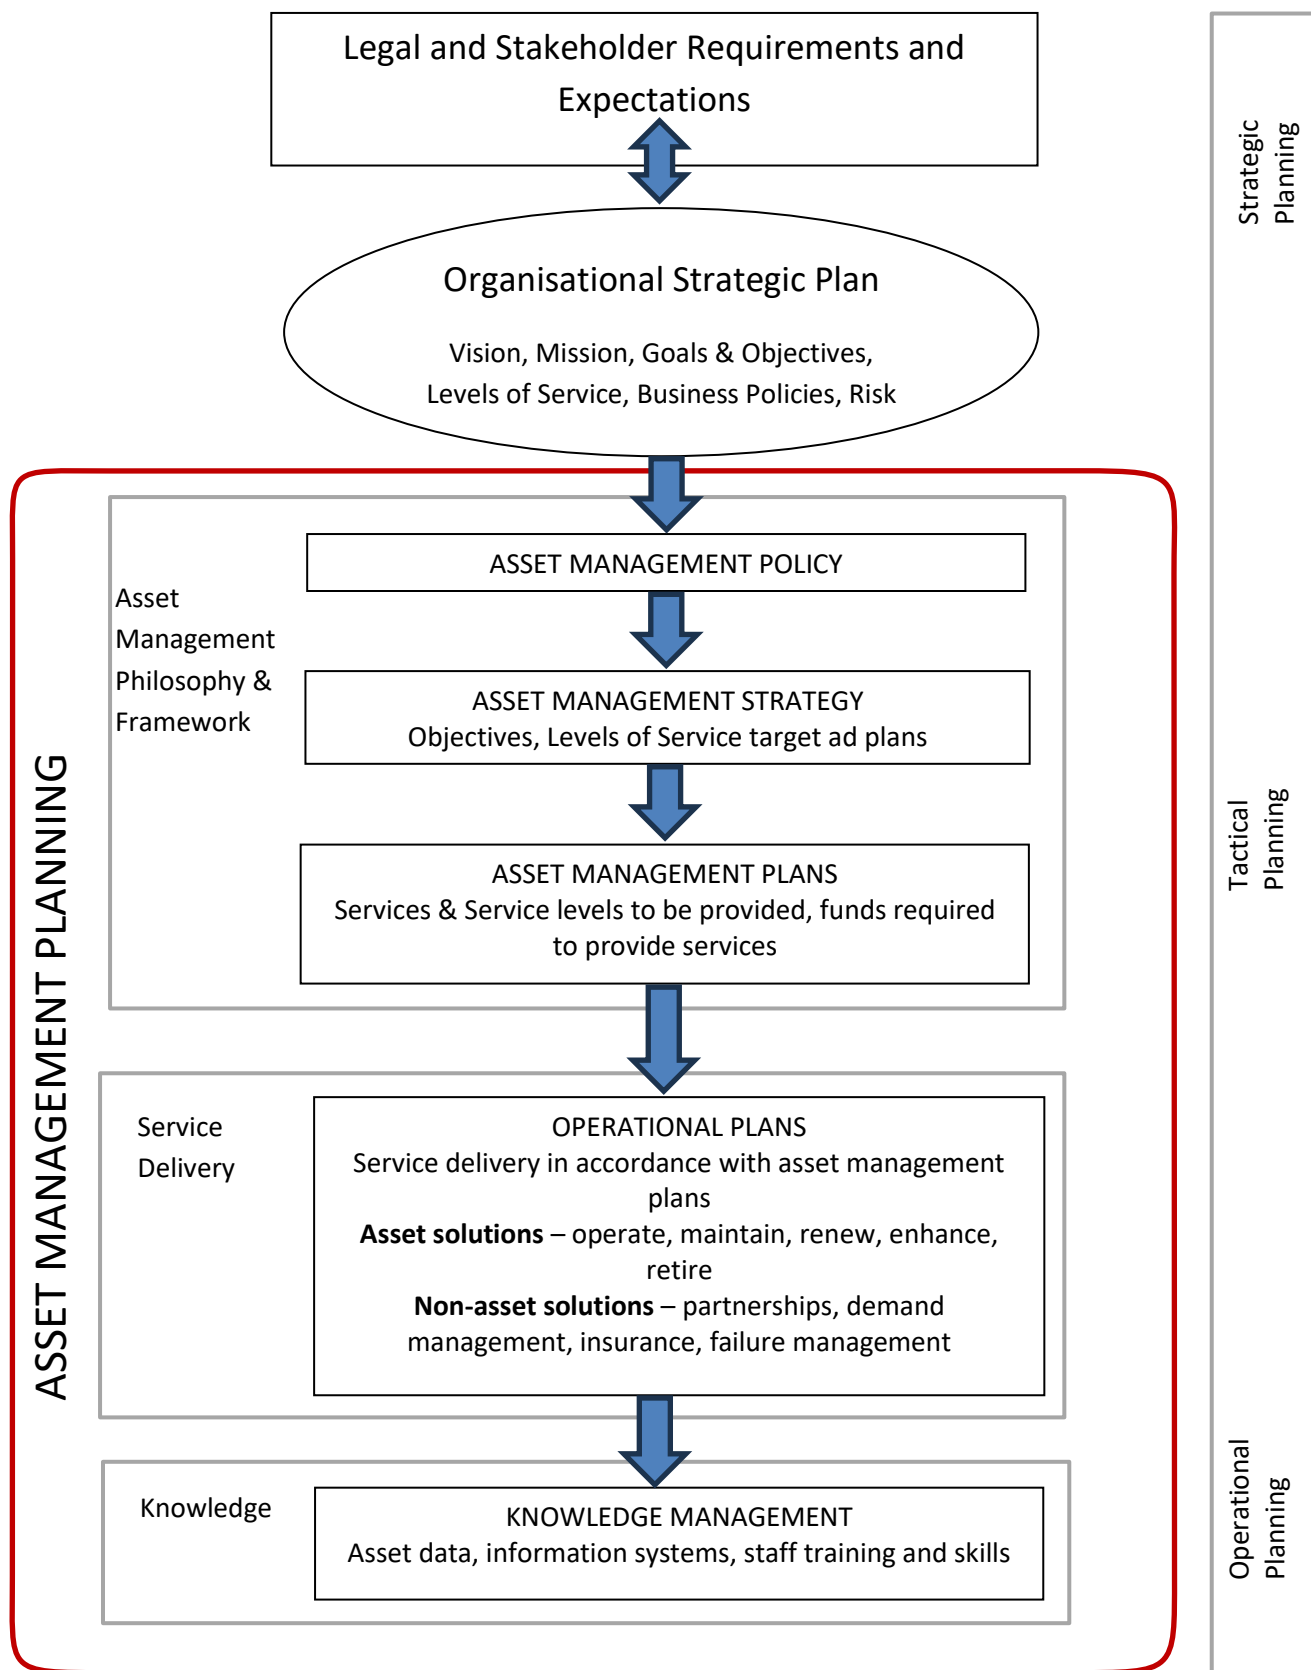 Legal and Stakeholder Requirements and
Expectations
Strategic
Planning
Organisational Strategic Plan
Vision, Mission, Goals & Objectives,
Levels of Service, Business Policies, Risk
ASSET MANAGEMENT PLANNING
Asset
Management
Philosophy &
Framework
ASSET MANAGEMENT POLICY
ASSET MANAGEMENT STRATEGY
Objectives, Levels of Service target ad plans
ASSET MANAGEMENT PLANS
Services & Service levels to be provided, funds required
to provide services
Tactical
Planning
Service
Delivery
OPERATIONAL PLANS
Service delivery in accordance with asset management
plans
Asset solutions – operate, maintain, renew, enhance,
retire
Non-asset solutions – partnerships, demand
management, insurance, failure management
Knowledge
KNOWLEDGE MANAGEMENT
Asset data, information systems, staff training and skills
Operational
Planning